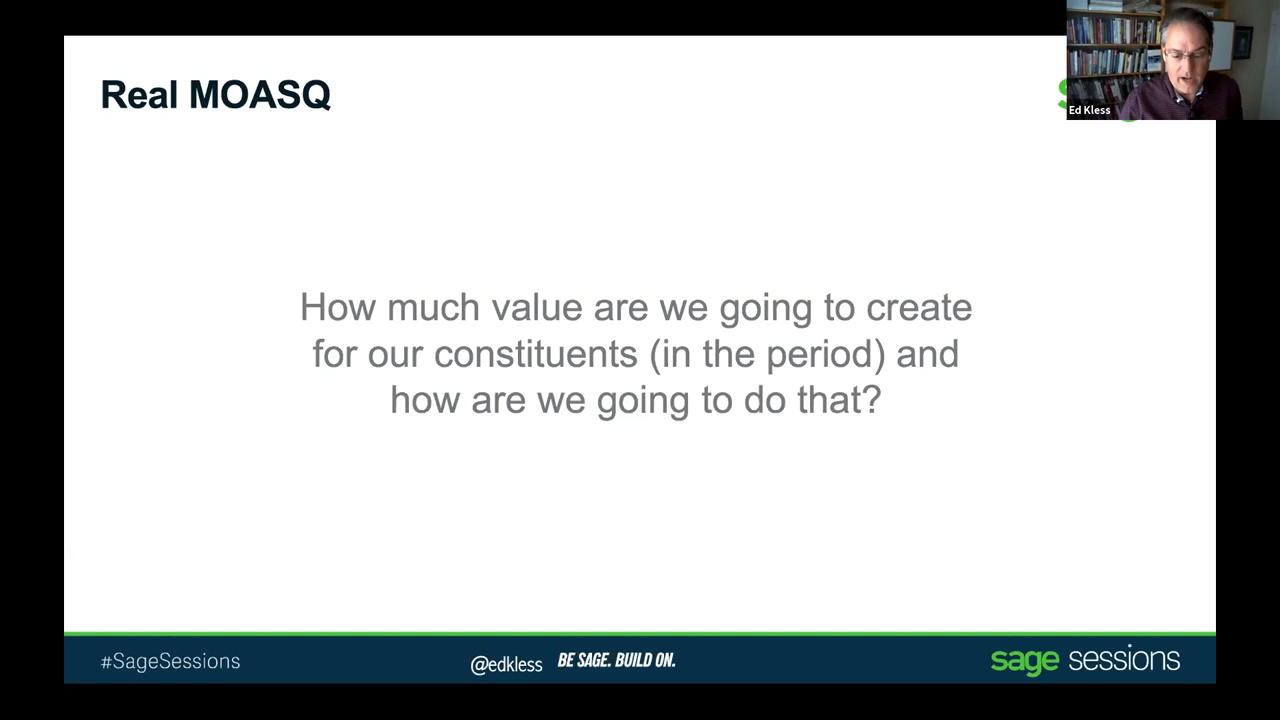 Real MOASQ
Ed Kless
How much value are we going to create
for our constituents (in the period) and
how are we going to do that?
#SageSessions
@edkless
BE SAGE. BUILD ON.
sage sessions